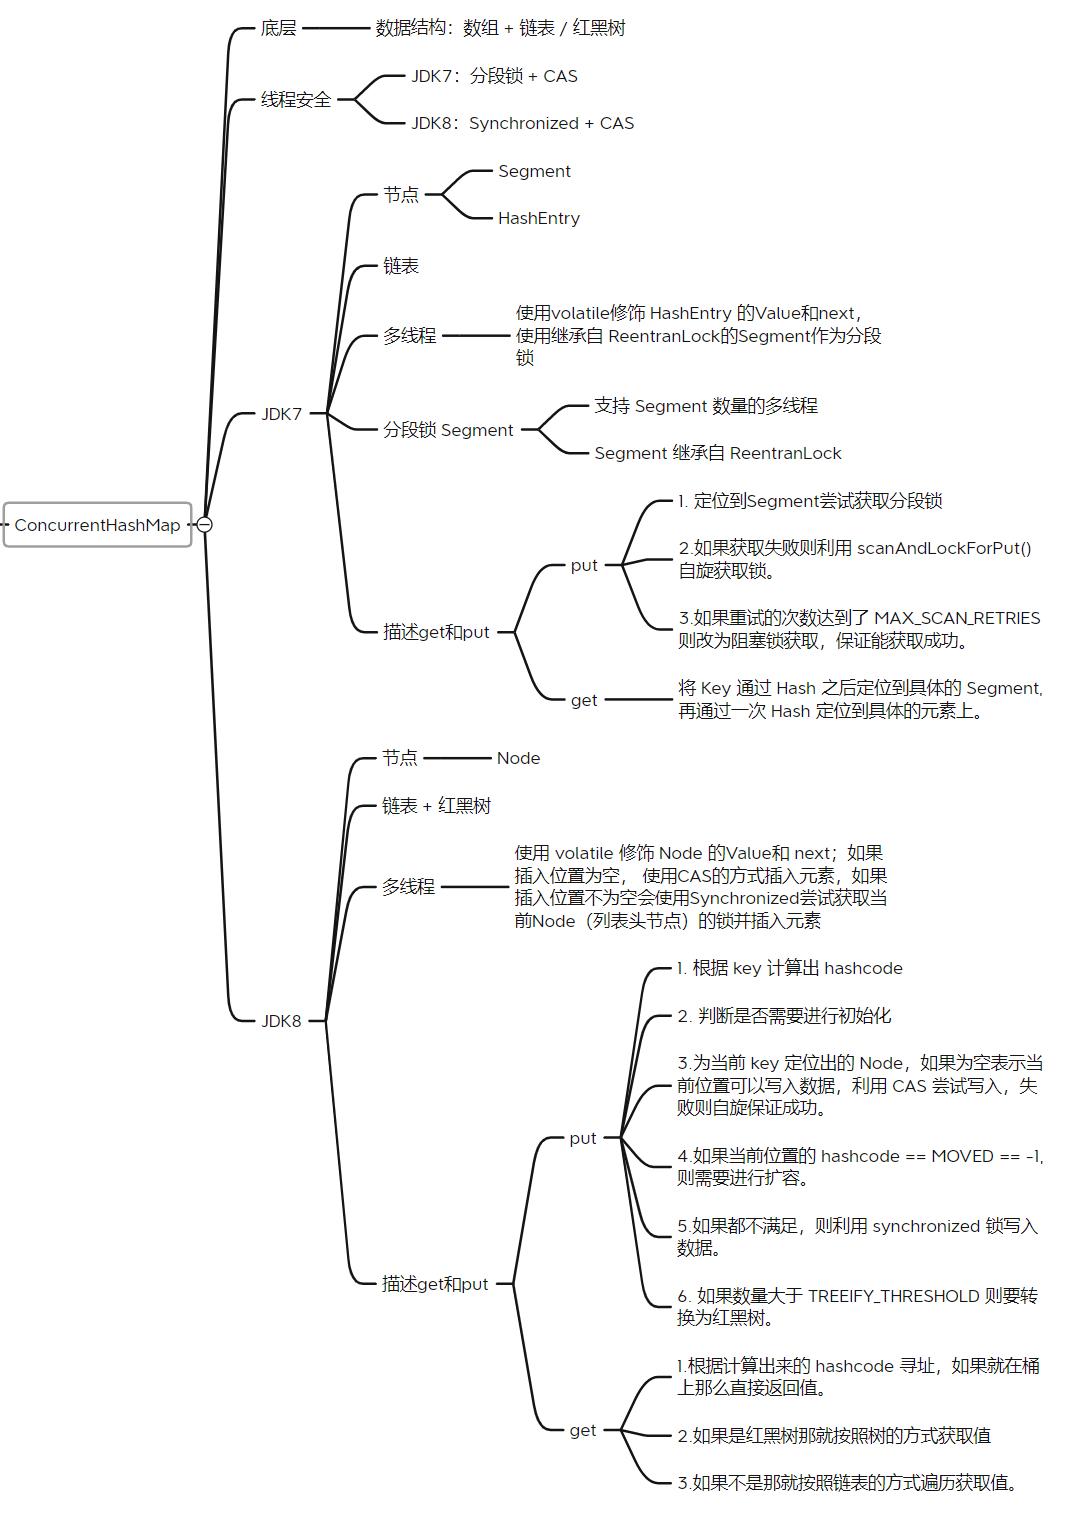 ConcurrentHashMap
底层
数据结构：数组 + 链表 / 红黑树
线程安全
JDK7：分段锁 + CAS
JDK8：Synchronized + CAS
JDK7
节点
Segment
HashEntry
链表
多线程
使用volatile修饰 HashEntry 的Value和next，
使用继承自 ReentranLock的Segment作为分段
锁
分段锁 Segment
支持 Segment 数量的多线程
Segment 继承自 ReentranLock
描述get和put
put
1. 定位到Segment尝试获取分段锁
2.如果获取失败则利用 scanAndLockForPut()
自旋获取锁。
3.如果重试的次数达到了 MAX_SCAN_RETRIES
则改为阻塞锁获取，保证能获取成功。
get
将 Key 通过 Hash 之后定位到具体的 Segment,
再通过一次 Hash 定位到具体的元素上。
JDK8
节点
Node
链表 + 红黑树
多线程
使用 volatile 修饰 Node 的Value和 next；如果
插入位置为空， 使用CAS的方式插入元素，如果
插入位置不为空会使用Synchronized尝试获取当
前Node（列表头节点）的锁并插入元素
描述get和put
put
1. 根据 key 计算出 hashcode
2. 判断是否需要进行初始化
3.为当前 key 定位出的 Node，如果为空表示当
前位置可以写入数据，利用 CAS 尝试写入，失
败则自旋保证成功。
4.如果当前位置的 hashcode == MOVED == -1,
则需要进行扩容。
5.如果都不满足，则利用 synchronized 锁写入
数据。
6. 如果数量大于 TREEIFY_THRESHOLD 则要转
换为红黑树。
get
1.根据计算出来的 hashcode 寻址，如果就在桶
上那么直接返回值。
2.如果是红黑树那就按照树的方式获取值
3.如果不是那就按照链表的方式遍历获取值。